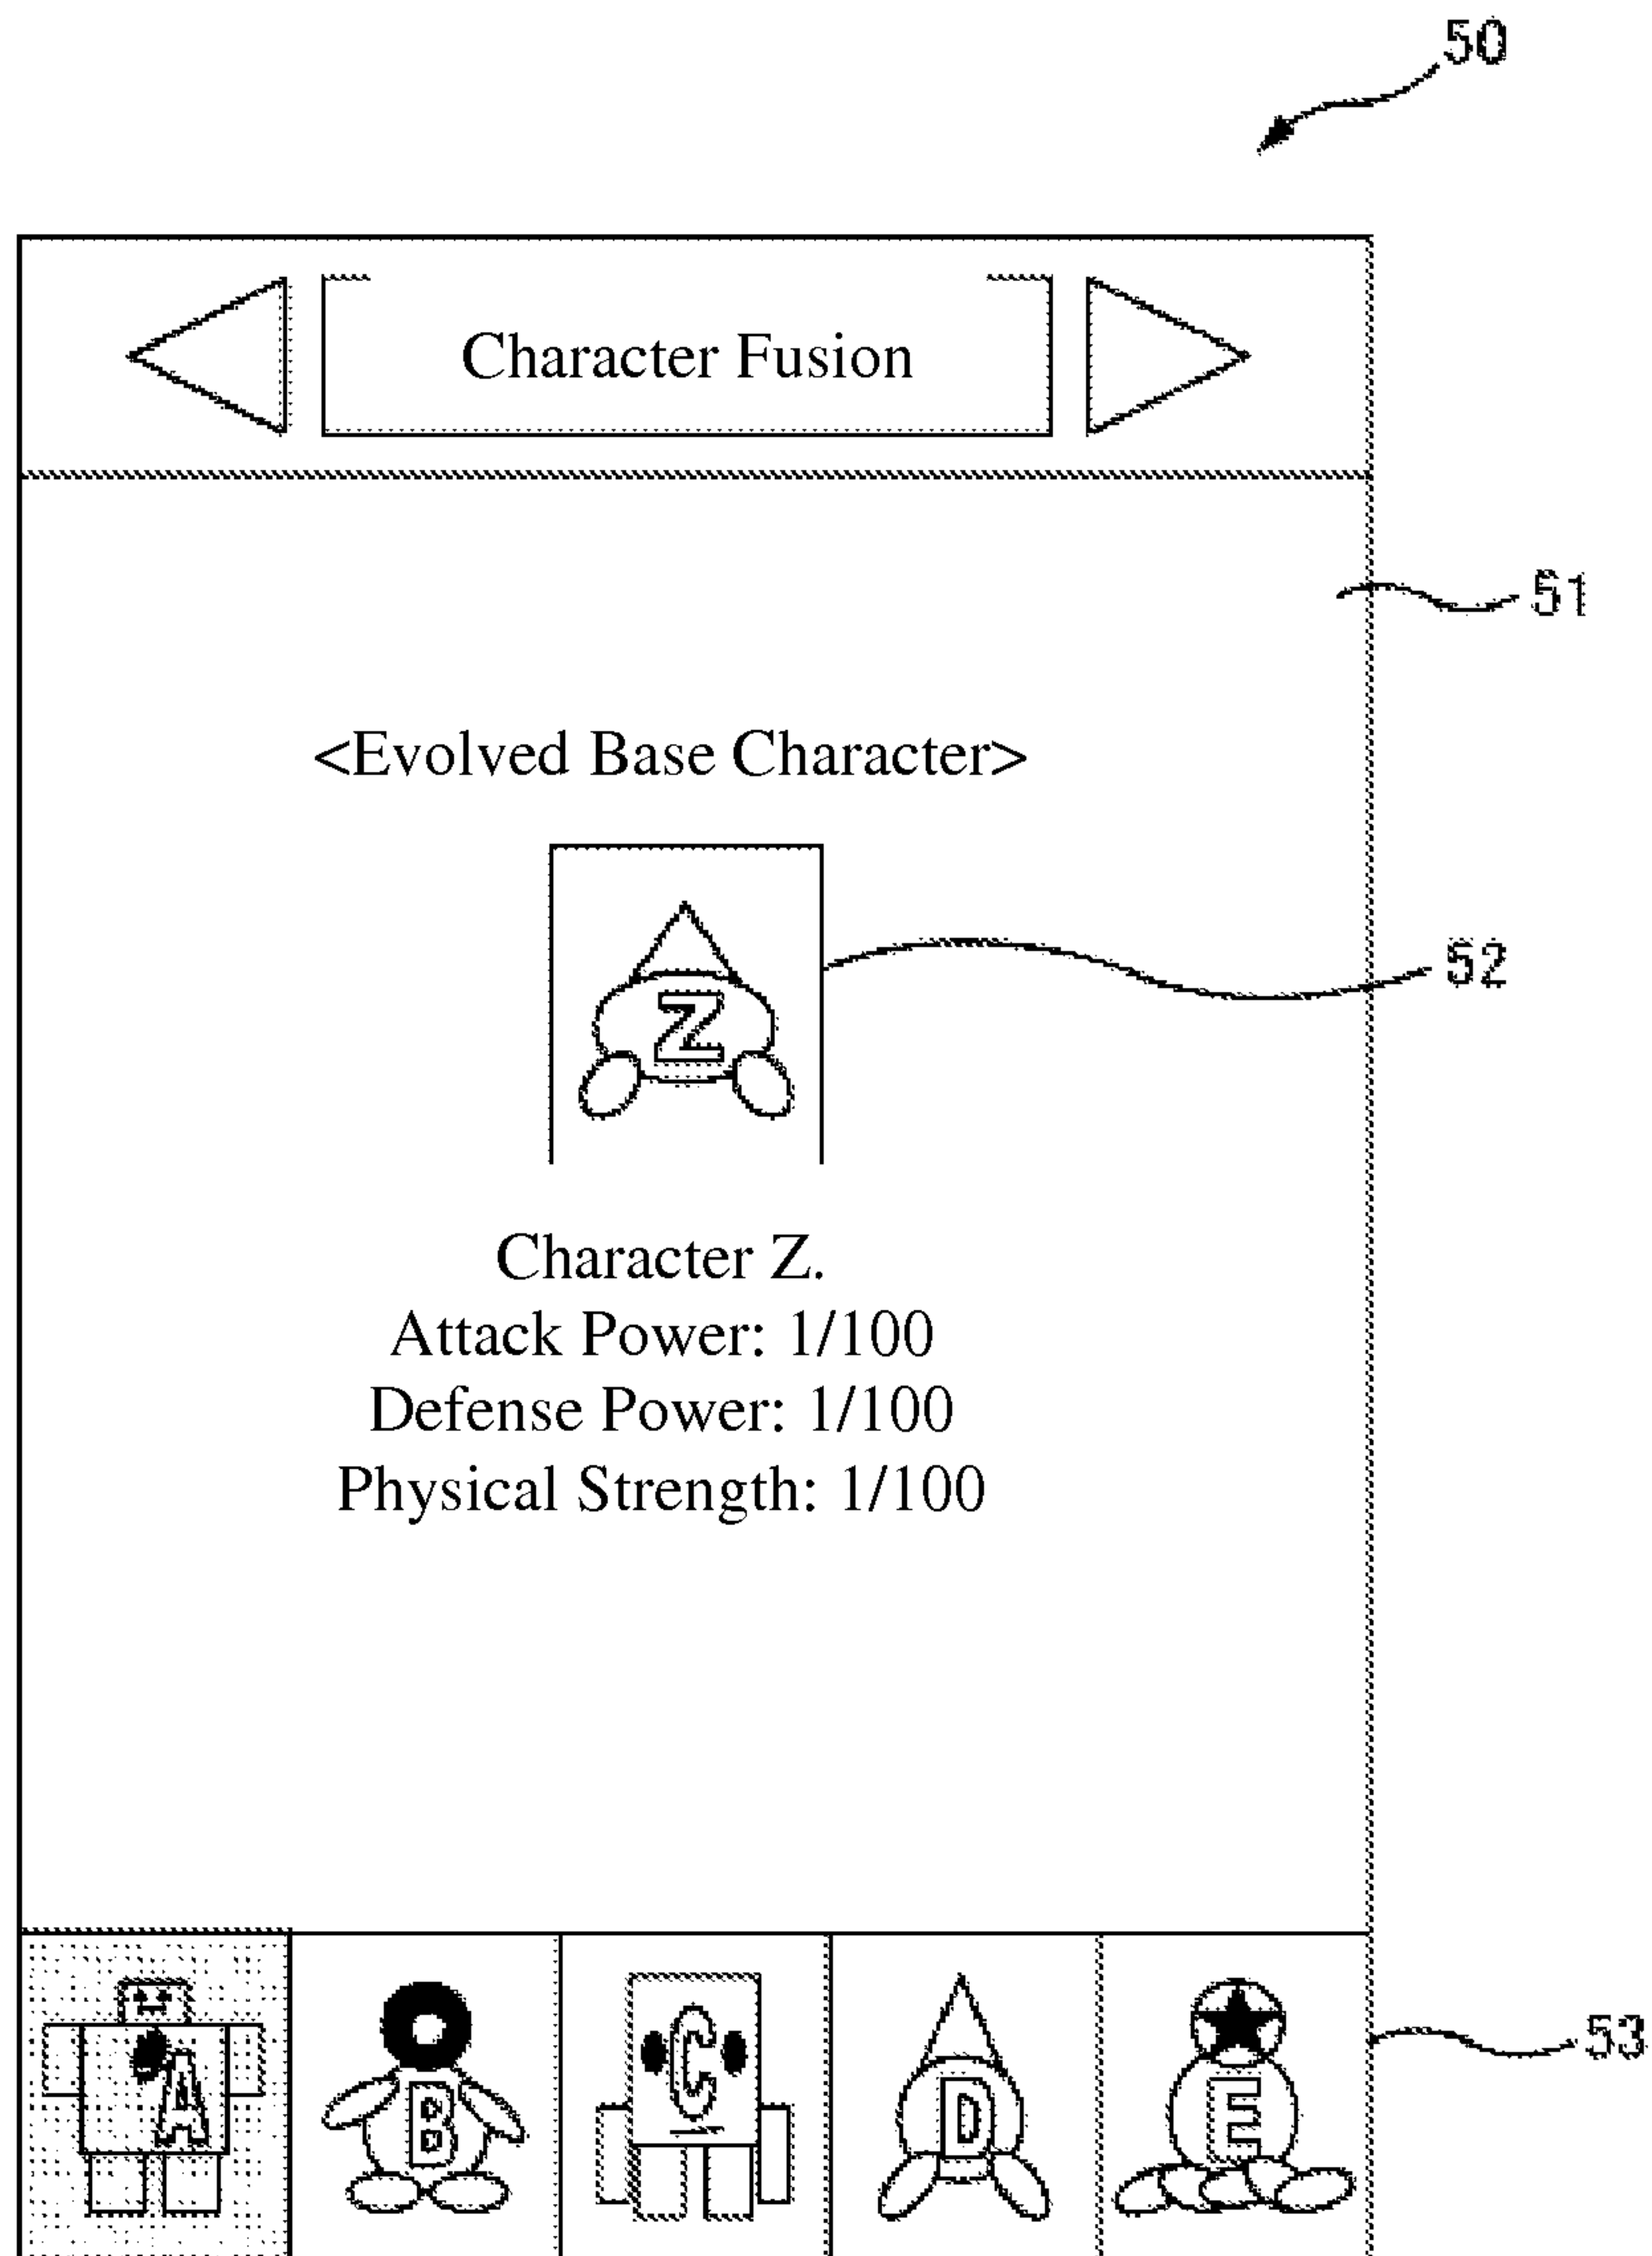 50
Character Fusion
51
<Evolved Base Character>
Z
52
Character Z.
Attack Power: 1/100
Defense Power: 1/100
Physical Strength: 1/100
A B C D E
53